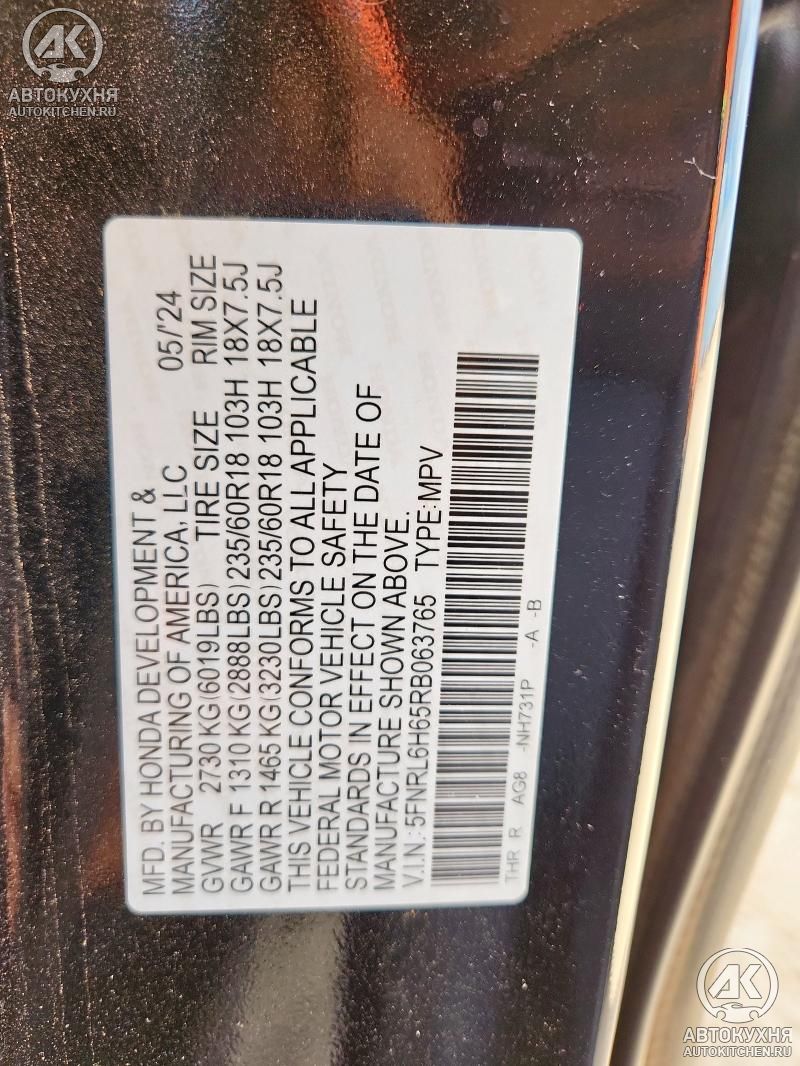 AK
АВТОКУХНЯ
AUTOKITCHEN.RU
MFD. BY HONDA DEVELOPMENT &
MANUFACTURING OF AMERICA, LLC 05/'24
GVWR 2730 KG(6019LBS) TIRE SIZE RIM SIZE
GAWR F 1310 KG(2888LBS)235/60R18 103H 18X7.5J
GAWR R 1465 KG(3230LBS)235/60R18 103H 18X7.5J
THIS VEHICLE CONFORMS TO ALL APPLICABLE
FEDERAL MOTOR VEHICLE SAFETY
STANDARDS IN EFFECT ON THE DATE OF
MANUFACTURE SHOWN ABOVE.
V.I.N.: 5FNRL6H65RB063765 TYPE:MPV
THR R AG8 -NH731P -A -B
AK
АВТОКУХНЯ
AUTOKITCHEN.RU